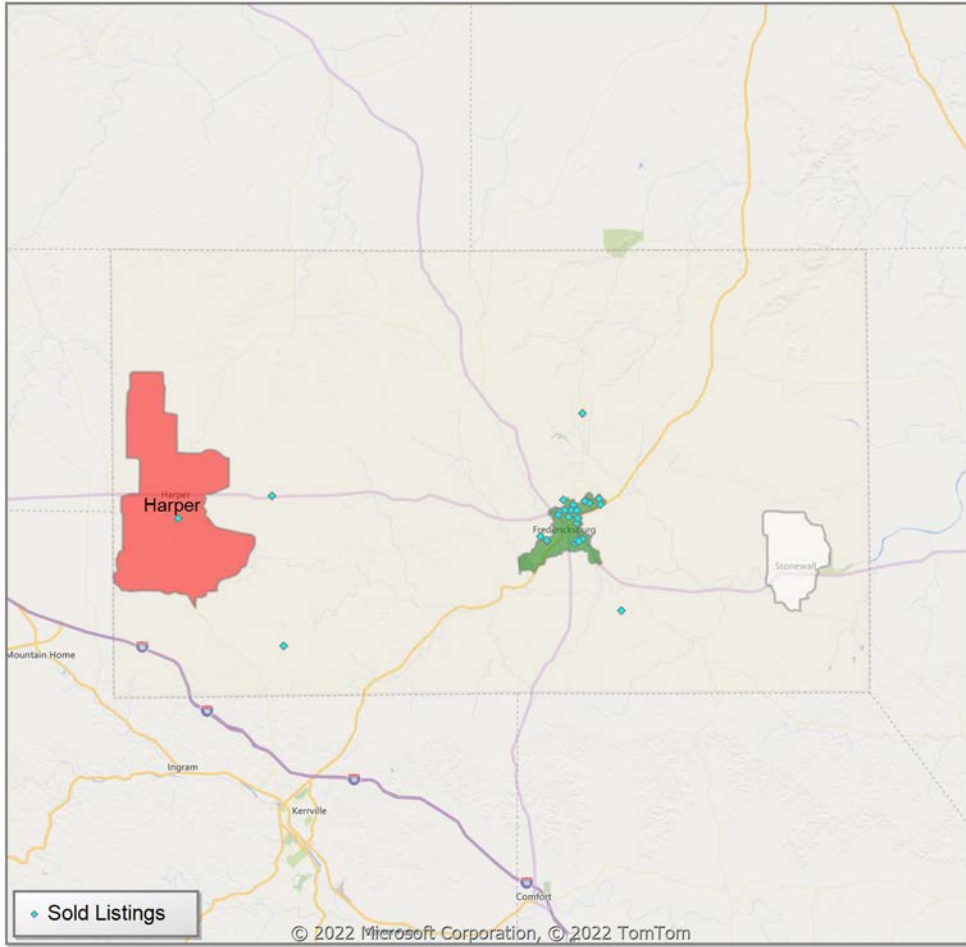 Harper
Harper
Fredericksburg
Stonewall
Mountain Home
Ingram
Kerrville
Comfort
Sold Listings
© 2022 Microsoft Corporation, © 2022 TomTom